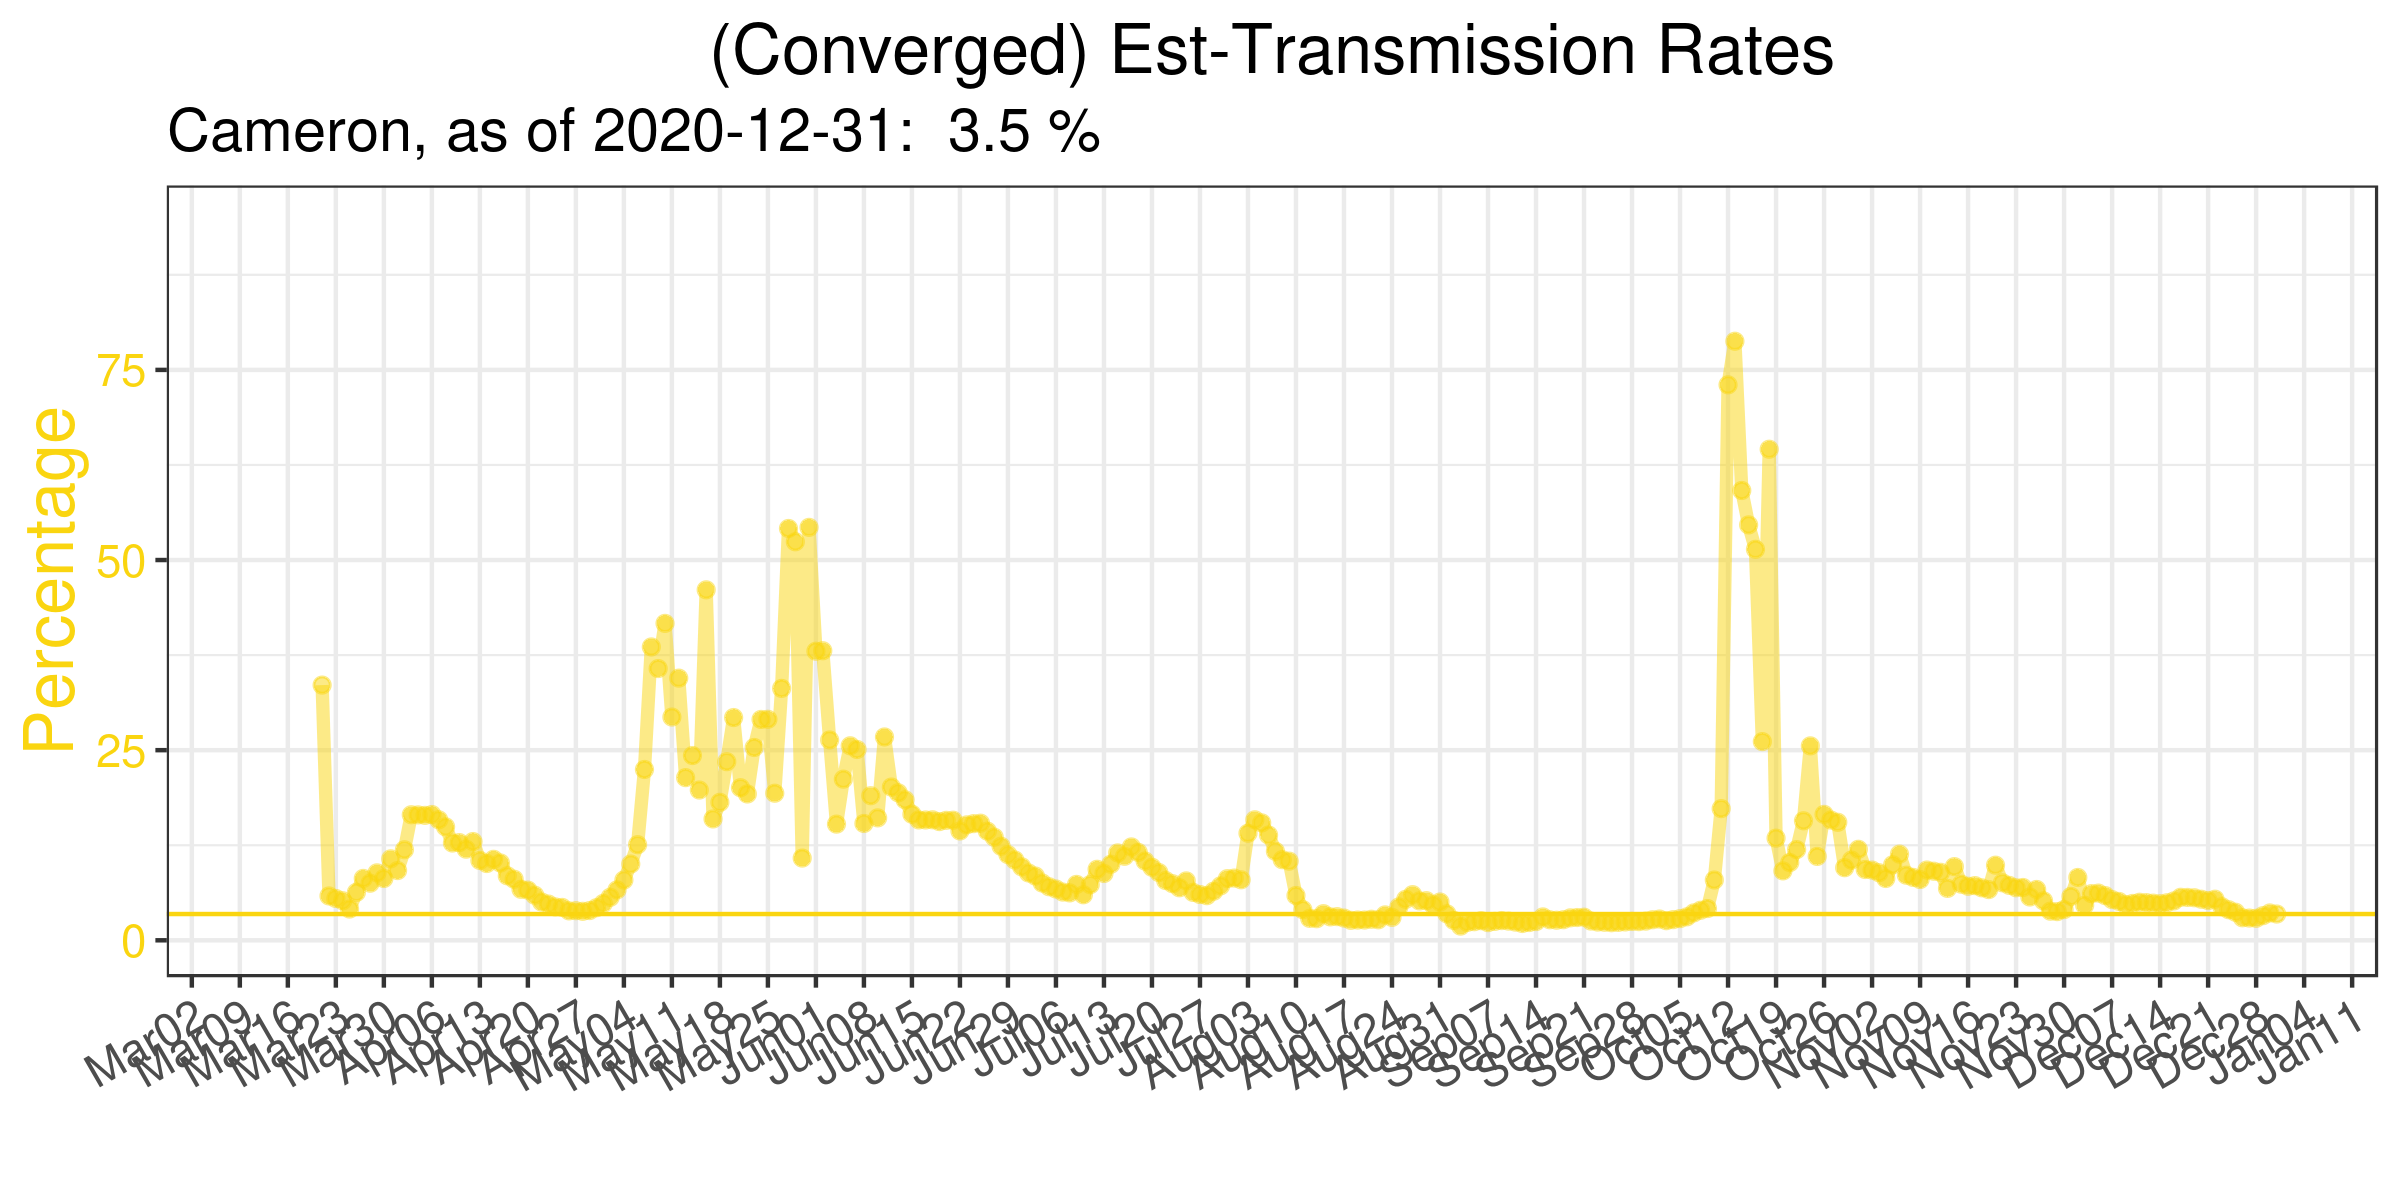 (Converged) Est-Transmission Rates
Cameron, as of 2020-12-31:  3.5 %
Percentage
75
50
25
0
Mar02
Mar09
Mar16
Mar23
Mar30
Apr06
Apr13
Apr20
Apr27
May04
May11
May18
May25
Jun01
Jun08
Jun15
Jun22
Jun29
Jul06
Jul13
Jul20
Jul27
Aug03
Aug10
Aug17
Aug24
Aug31
Sep07
Sep14
Sep21
Sep28
Oct05
Oct12
Oct19
Oct26
Nov02
Nov09
Nov16
Nov23
Nov30
Dec07
Dec14
Dec21
Dec28
Jan04
Jan11